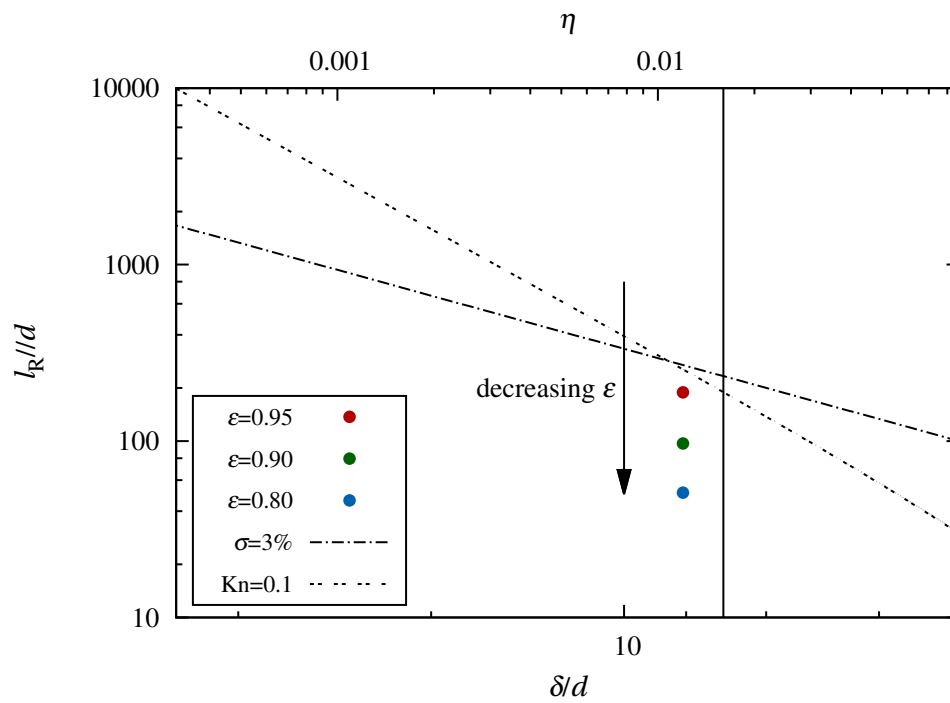 η
0.001 0.01
10000
1000
100
10
l_R//d
decreasing ε
ε=0.95
ε=0.90
ε=0.80
σ=3%
Kn=0.1
10
δ/d